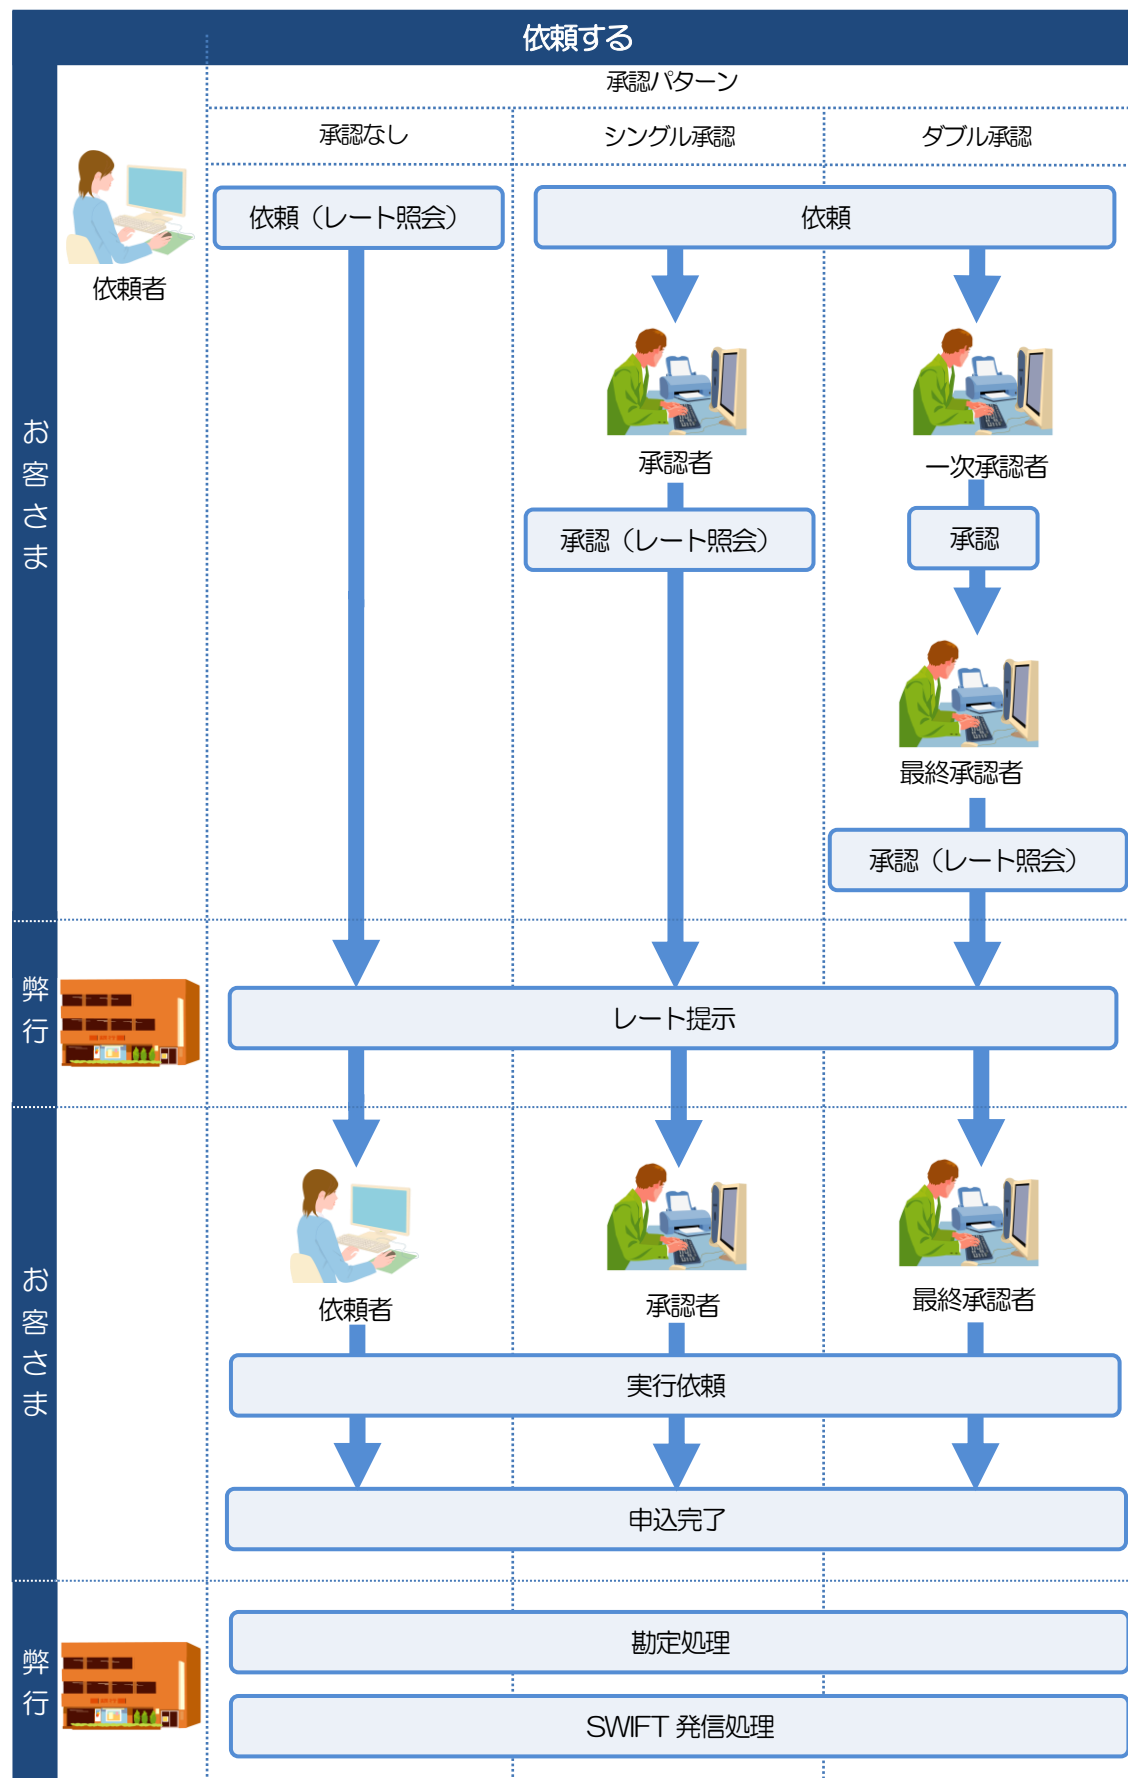 依頼する
承認パターン
承認なし
シングル承認
ダブル承認
依頼（レート照会）
依頼
依頼者
お客さま
承認者
一次承認者
承認（レート照会）
承認
最終承認者
承認（レート照会）
弊行
レート提示
お客さま
依頼者
承認者
最終承認者
実行依頼
申込完了
弊行
勘定処理
SWIFT 発信処理